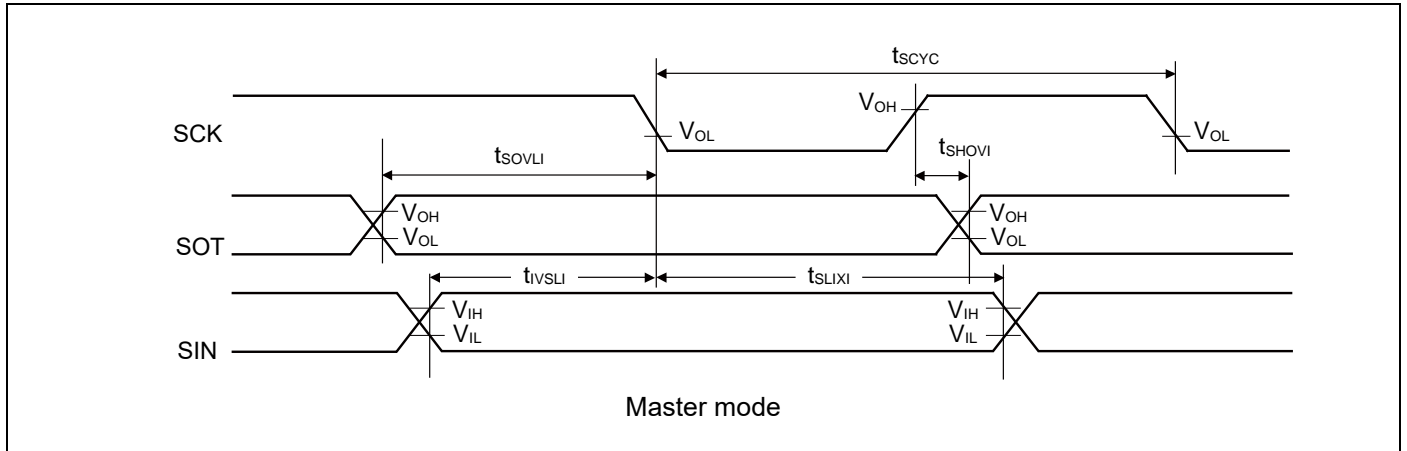 tSCYC
VOH
SCK
VOL
VOL
tSOVLI
tSHOVI
VOH
VOH
SOT
VOL
VOL
tIVSLI
tSLIXI
VIH
VIH
VIL
VIL
SIN
Master mode